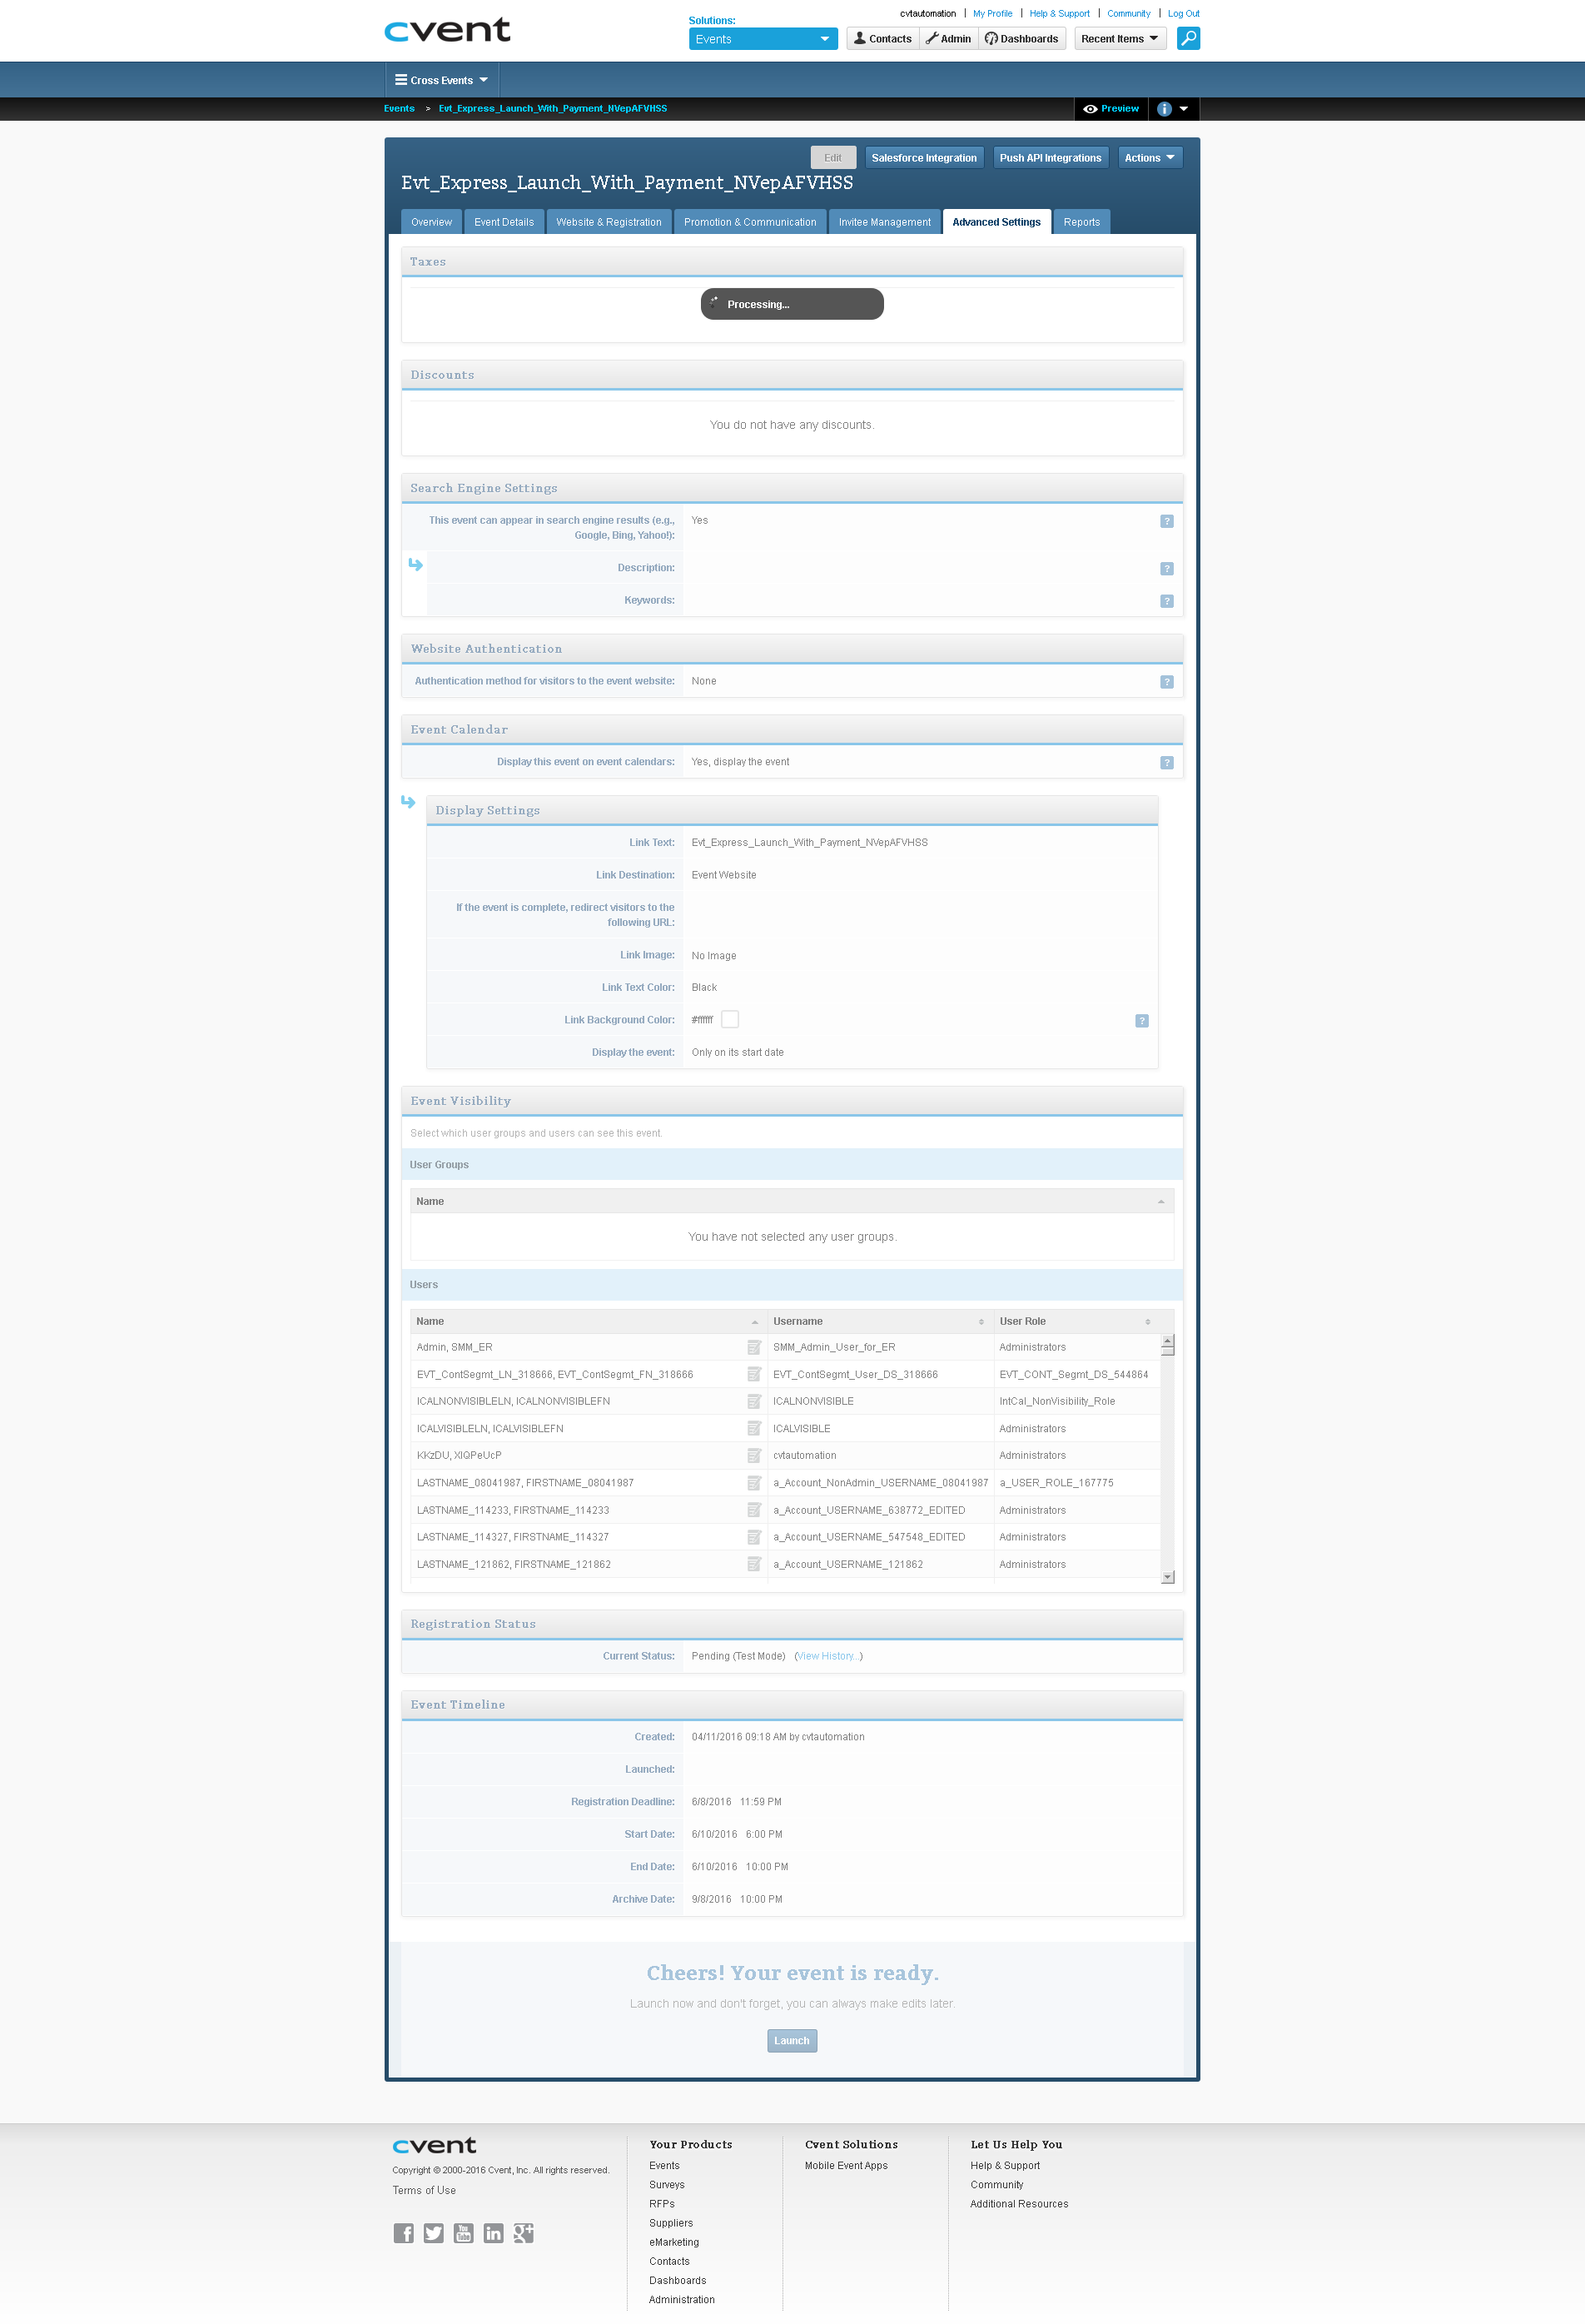 cvent
cvtautomation | My Profile | Help & Support | Community | Log Out
Solutions:
Events
Contacts Admin Dashboards Recent Items
Cross Events
Events > Evt_Express_Launch_With_Payment_NVepAFVHSS
Preview
Edit Salesforce Integration Push API Integrations Actions
Evt_Express_Launch_With_Payment_NVepAFVHSS
Overview Event Details Website & Registration Promotion & Communication Invitee Management Advanced Settings Reports
Taxes
Processing...
Discounts
You do not have any discounts.
Search Engine Settings
This event can appear in search engine results (e.g., Yes ?
Google, Bing, Yahoo!):
Description: ?
Keywords: ?
Website Authentication
Authentication method for visitors to the event website: None ?
Event Calendar
Display this event on event calendars: Yes, display the event ?
Display Settings
Link Text: Evt_Express_Launch_With_Payment_NVepAFVHSS
Link Destination: Event Website
If the event is complete, redirect visitors to the
following URL:
Link Image: No Image
Link Text Color: Black
Link Background Color: #ffffff ?
Display the event: Only on its start date
Event Visibility
Select which user groups and users can see this event.
User Groups
Name
You have not selected any user groups.
Users
Name Username User Role
Admin, SMM_ER SMM_Admin_User_for_ER Administrators
EVT_ContSegmt_LN_318666, EVT_ContSegmt_FN_318666 EVT_ContSegmt_User_DS_318666 EVT_CONT_Segmt_DS_544864
ICALNONVISIBLELN, ICALNONVISIBLEFN ICALNONVISIBLE IntCal_NonVisibility_Role
ICALVISIBLELN, ICALVISIBLEFN ICALVISIBLE Administrators
KKzDU, XIQPeUcP cvtautomation Administrators
LASTNAME_08041987, FIRSTNAME_08041987 a_Account_NonAdmin_USERNAME_08041987 a_USER_ROLE_167775
LASTNAME_114233, FIRSTNAME_114233 a_Account_USERNAME_638772_EDITED Administrators
LASTNAME_114327, FIRSTNAME_114327 a_Account_USERNAME_547548_EDITED Administrators
LASTNAME_121862, FIRSTNAME_121862 a_Account_USERNAME_121862 Administrators
Registration Status
Current Status: Pending (Test Mode) (View History...)
Event Timeline
Created: 04/11/2016 09:18 AM by cvtautomation
Launched:
Registration Deadline: 6/8/2016 11:59 PM
Start Date: 6/10/2016 6:00 PM
End Date: 6/10/2016 10:00 PM
Archive Date: 9/8/2016 10:00 PM
Cheers! Your event is ready.
Launch now and don't forget, you can always make edits later.
Launch
cvent
Copyright © 2000-2016 Cvent, Inc. All rights reserved.
Terms of Use
Your Products
Events
Surveys
RFPs
Suppliers
eMarketing
Contacts
Dashboards
Administration
Cvent Solutions
Mobile Event Apps
Let Us Help You
Help & Support
Community
Additional Resources